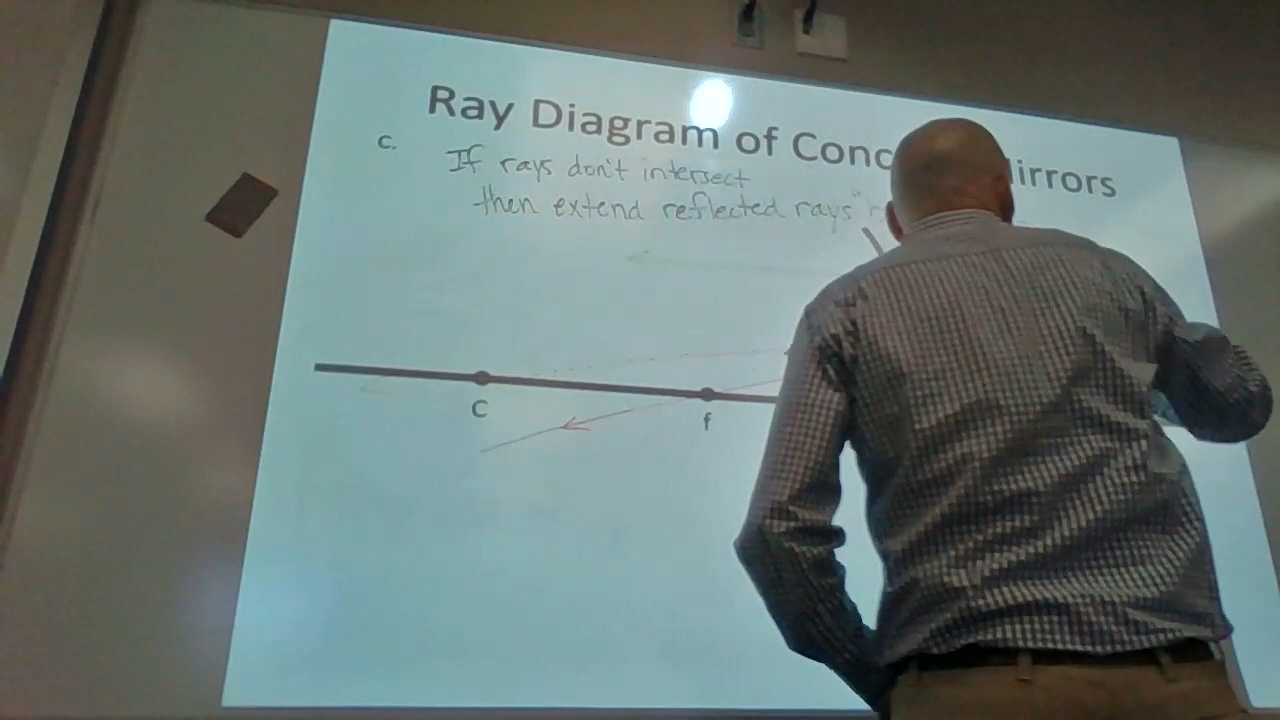 Ray Diagram of Conc irrors
c.
If rays don't intersect
then extend reflected rays "
C
f